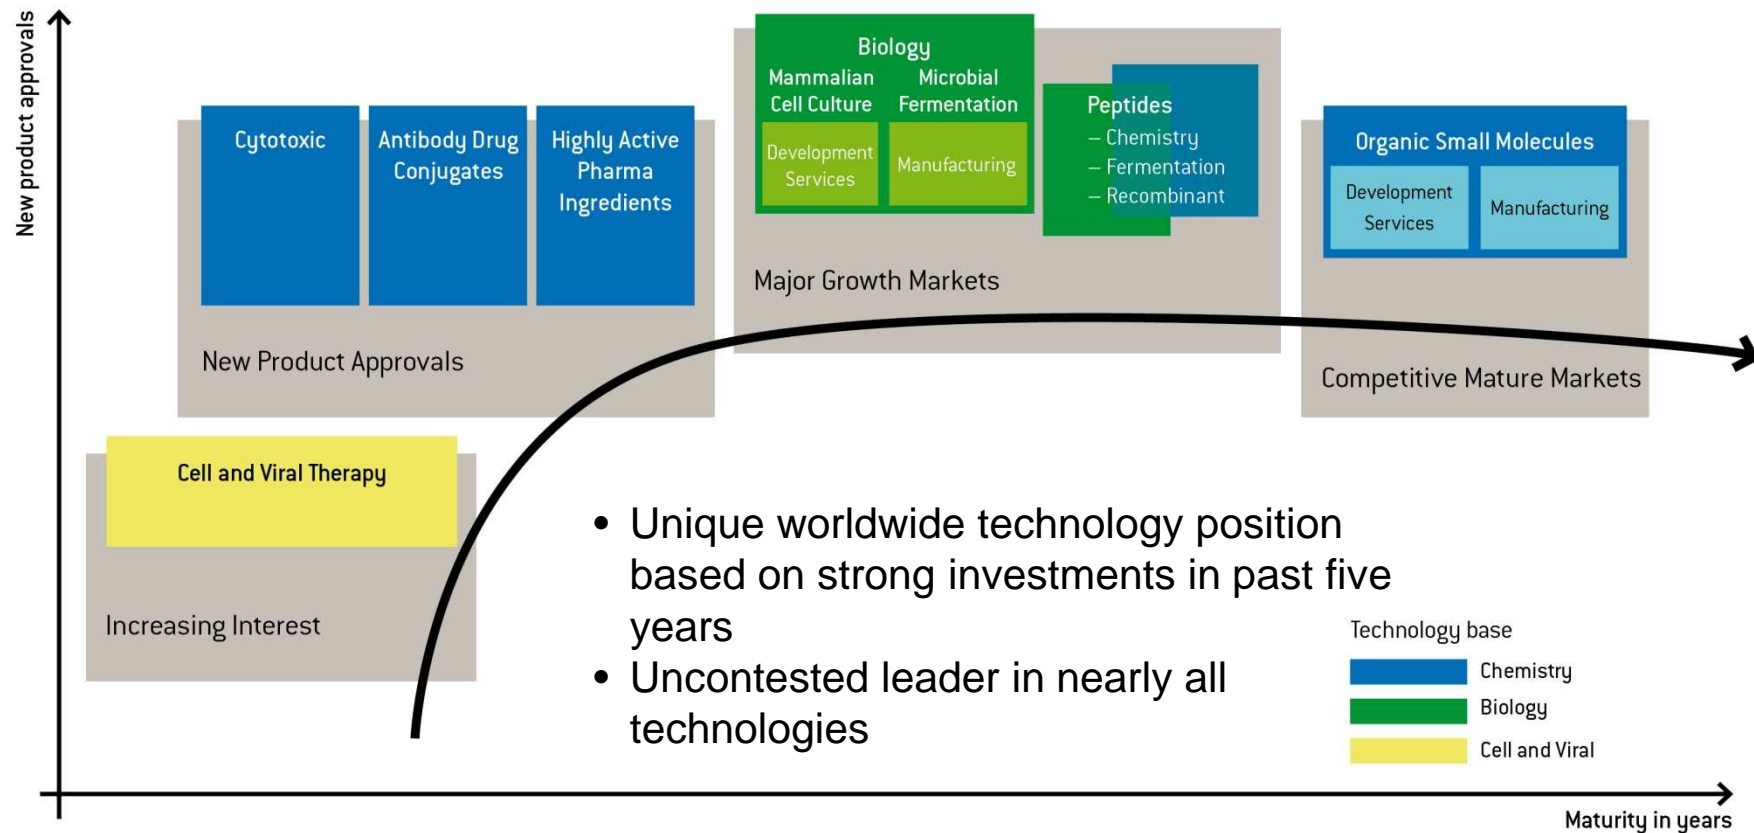 New product approvals
Cytotoxic
Antibody Drug
Conjugates
Highly Active
Pharma
Ingredients
New Product Approvals
Cell and Viral Therapy
Increasing Interest
Biology
Mammalian
Cell Culture
Microbial
Fermentation
Development
Services
Manufacturing
Peptides
– Chemistry
– Fermentation
– Recombinant
Major Growth Markets
Organic Small Molecules
Development
Services
Manufacturing
Competitive Mature Markets
• Unique worldwide technology position
based on strong investments in past five
years
• Uncontested leader in nearly all
technologies
Technology base
Chemistry
Biology
Cell and Viral
Maturity in years